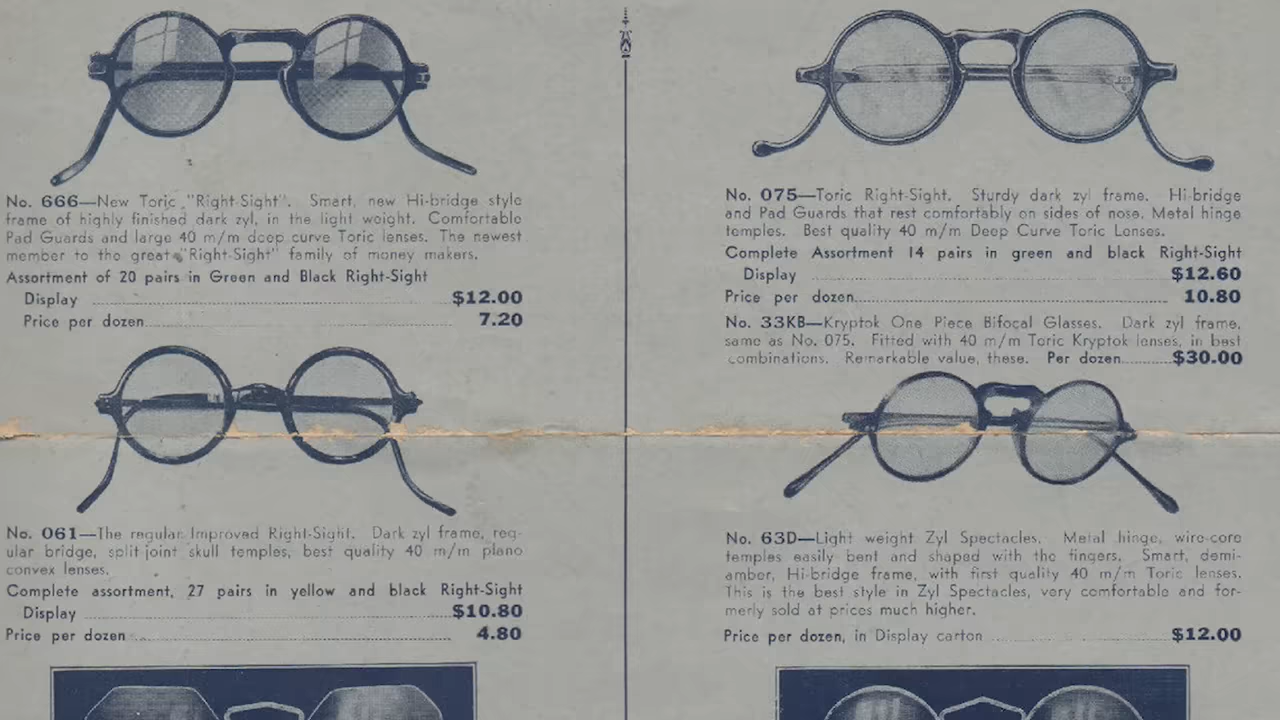 No. 666—New Toric "Right-Sight". Smart, new Hi-bridge style
frame of highly finished dark zyl, in the light weight. Comfortable
Pad Guards and large 40 m/m deep curve Toric lenses. The newest
member to the great "Right-Sight" family of money makers.
Assortment of 20 pairs in Green and Black Right-Sight
Display $12.00
Price per dozen 7.20
No. 061—The regular Improved Right-Sight. Dark zyl frame, reg-
ular bridge, split joint skull temples, best quality 40 m/m plano
convex lenses.
Complete assortment, 27 pairs in yellow and black Right-Sight
Display $10.80
Price per dozen 4.80
No. 075—Toric Right-Sight. Sturdy dark zyl frame. Hi-bridge
and Pad Guards that rest comfortably on sides of nose. Metal hinge
temples. Best quality 40 m/m Deep Curve Toric Lenses.
Complete Assortment 14 pairs in green and black Right-Sight
Display $12.60
Price per dozen 10.80
No. 33KB—Kryptok One Piece Bifocal Glasses. Dark zyl frame,
same as No. 075. Fitted with 40 m/m Toric Kryptok lenses, in best
combinations. Remarkable value, these. Per dozen $30.00
No. 63D—Light weight Zyl Spectacles. Metal hinge, wire-core
temples easily bent and shaped with the fingers. Smart, demi-
amber, Hi-bridge frame, with first quality 40 m/m Toric lenses.
This is the best style in Zyl Spectacles, very comfortable and for-
merly sold at prices much higher.
Price per dozen, in Display carton $12.00